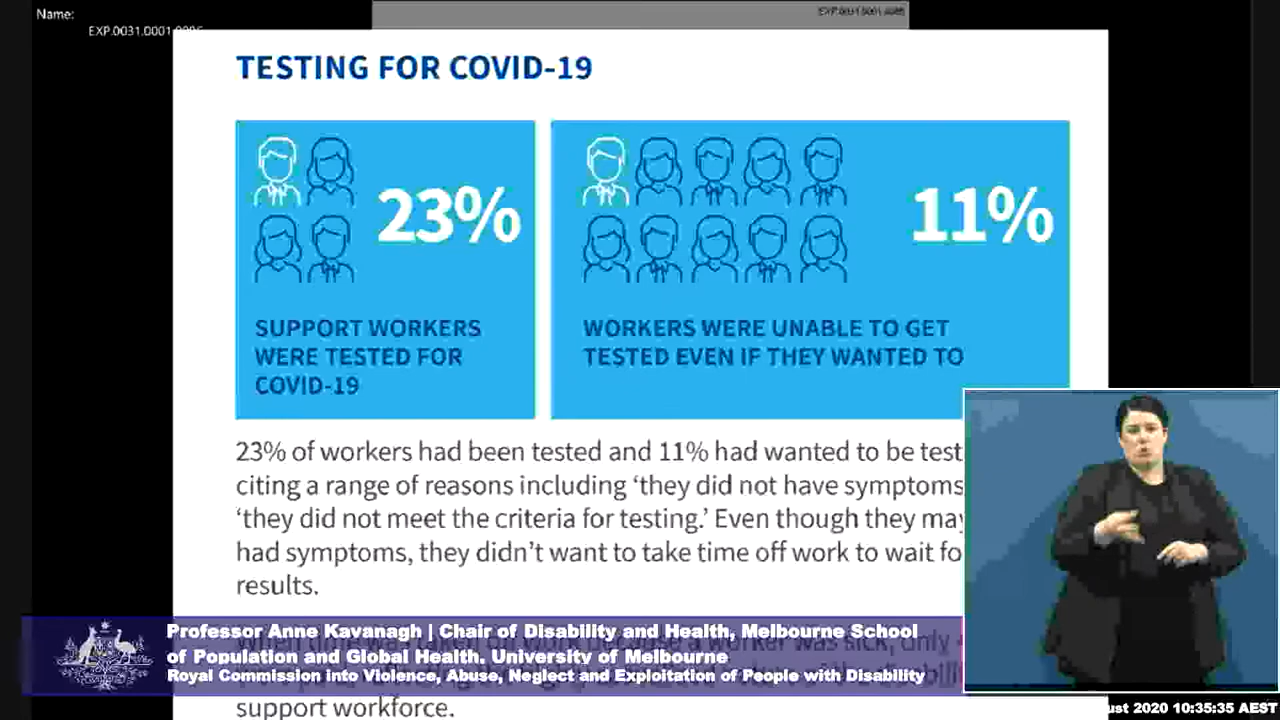 Name:
EXP.0031.0001
TESTING FOR COVID-19
23%
SUPPORT WORKERS
WERE TESTED FOR
COVID-19
11%
WORKERS WERE UNABLE TO GET
TESTED EVEN IF THEY WANTED TO
23% of workers had been tested and 11% had wanted to be test
citing a range of reasons including ‘they did not have symptoms
‘they did not meet the criteria for testing.’ Even though they may
had symptoms, they didn’t want to take time off work to wait fo
results.
Professor Anne Kavanagh | Chair of Disability and Health, Melbourne School
of Population and Global Health. University of Melbourne
Royal Commission into Violence, Abuse, Neglect and Exploitation of People with Disability
support workforce.
ust 2020 10:35:35 AEST